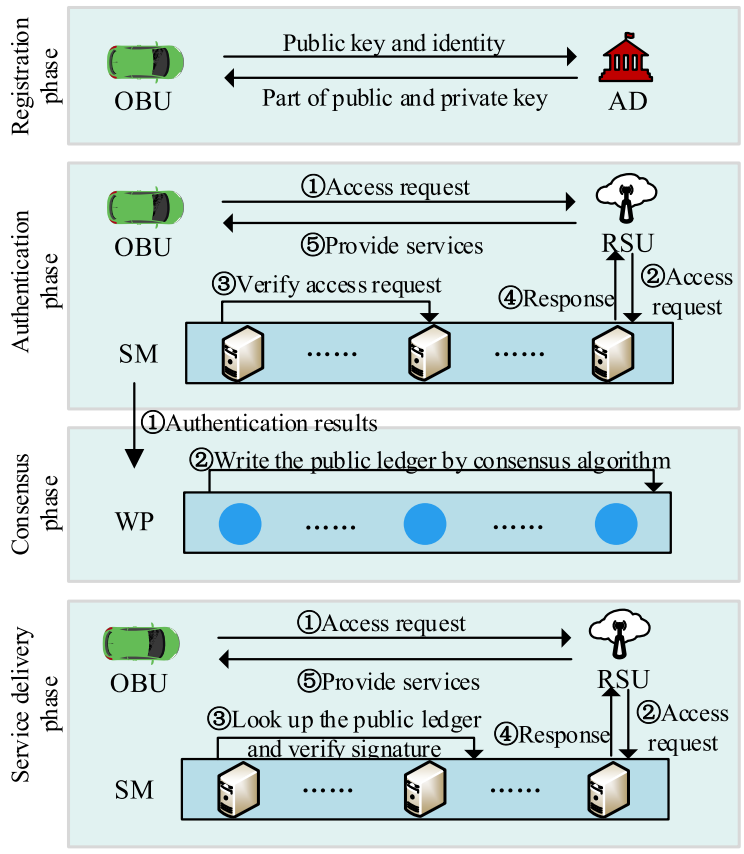 Registration
phase
Public key and identity
Part of public and private key
OBU
AD
Authentication
phase
①Access request
OBU
⑤Provide services
RSU
③Verify access request
④Response
②Access
request
SM
......
......
①Authentication results
Consensus
phase
②Write the public ledger by consensus algorithm
WP
......
......
Service delivery
phase
①Access request
OBU
⑤Provide services
RSU
③Look up the public ledger
and verify signature
④Response
②Access
request
SM
......
......